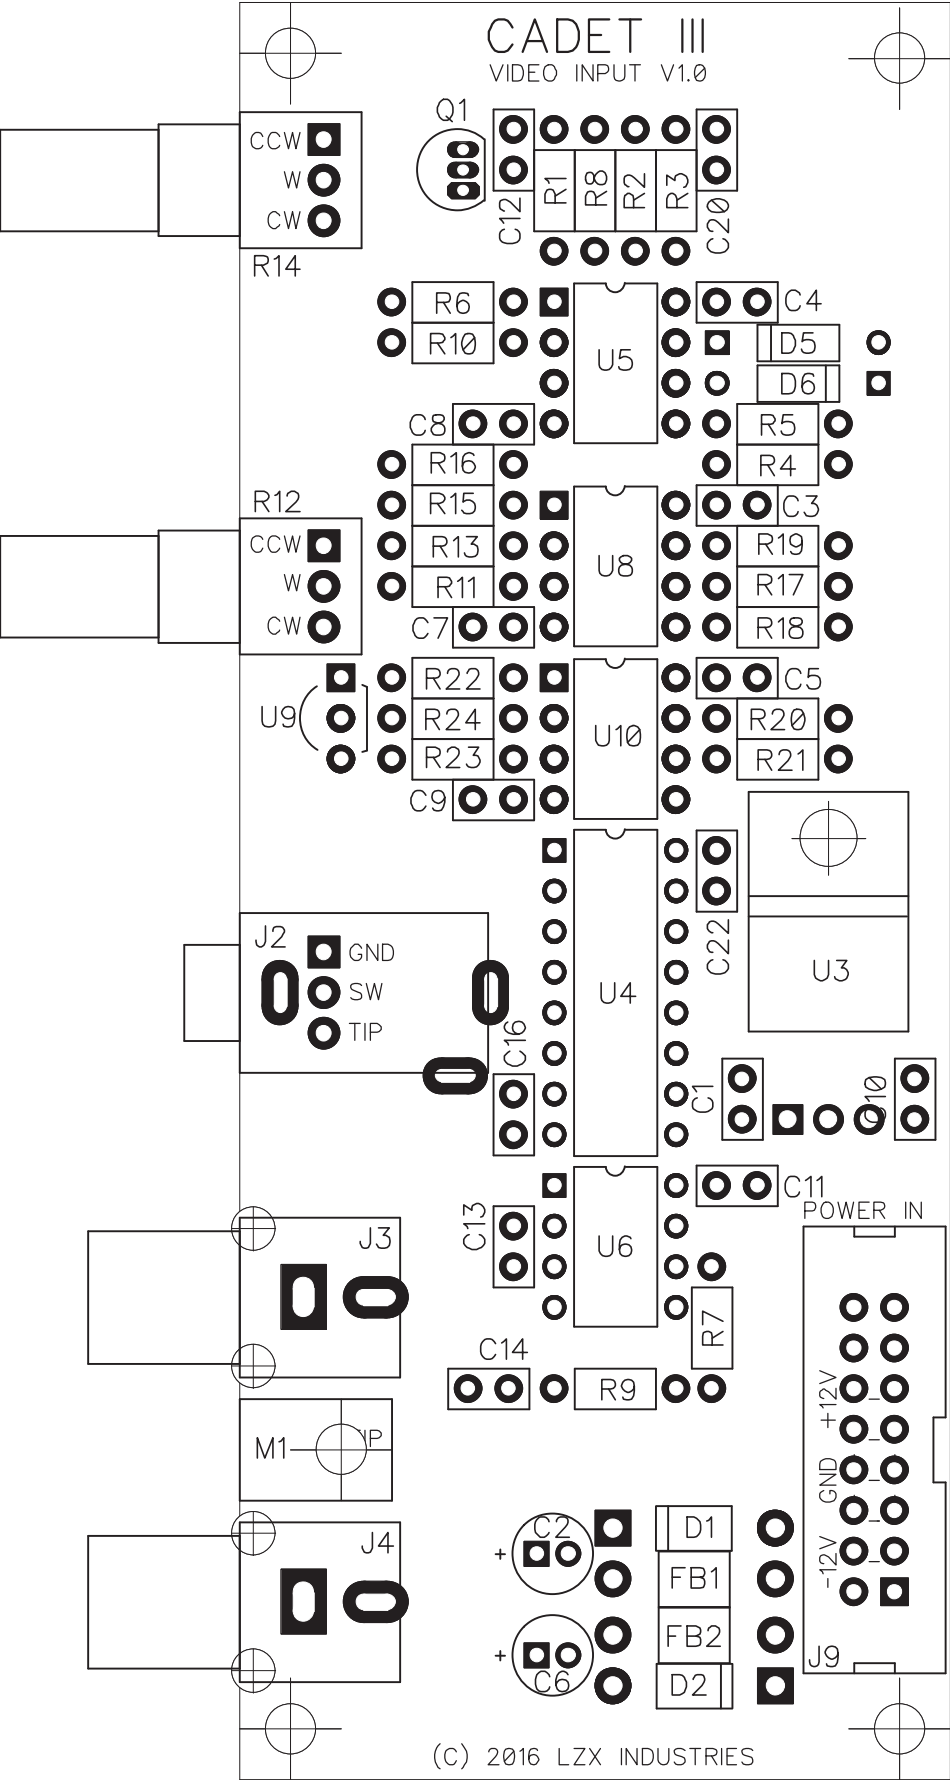 CADET III
VIDEO INPUT V1.0
Q1
CCW
W
CW
R14
C12
R1
R8
R2
R3
C20
R6
C4
R10
U5
D5
D6
C8
R5
R16
R4
R12
R15
C3
CCW
R13
U8
R19
W
R11
R17
CW
C7
R18
R22
C5
U9
R24
U10
R20
R23
R21
C9
J2
GND
C22
U3
SW
U4
TIP
C16
C1
C10
C11
POWER IN
C13
J3
U6
R7
C14
R9
+12V
M1
GND
C2
D1
-12V
J4
FB1
FB2
J9
C6
D2
+
+
(C) 2016 LZX INDUSTRIES